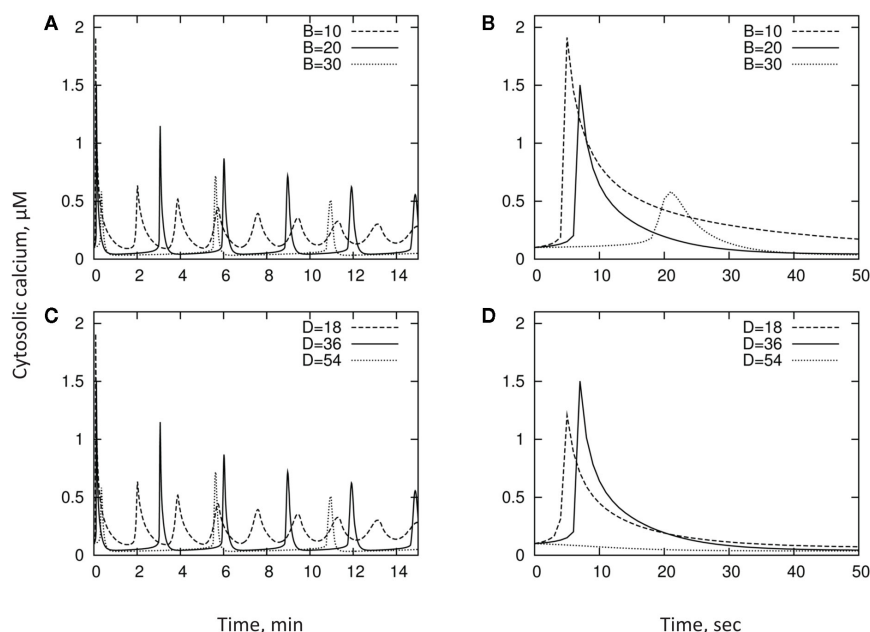 A
B=10
B=20
B=30
2
1.5
1
0.5
0
0 2 4 6 8 10 12 14
B
B=10
B=20
B=30
2
1.5
1
0.5
0
0 10 20 30 40 50
Cytosolic calcium, µM
C
D=18
D=36
D=54
2
1.5
1
0.5
0
0 2 4 6 8 10 12 14
D
D=18
D=36
D=54
2
1.5
1
0.5
0
0 10 20 30 40 50
Time, min
Time, sec